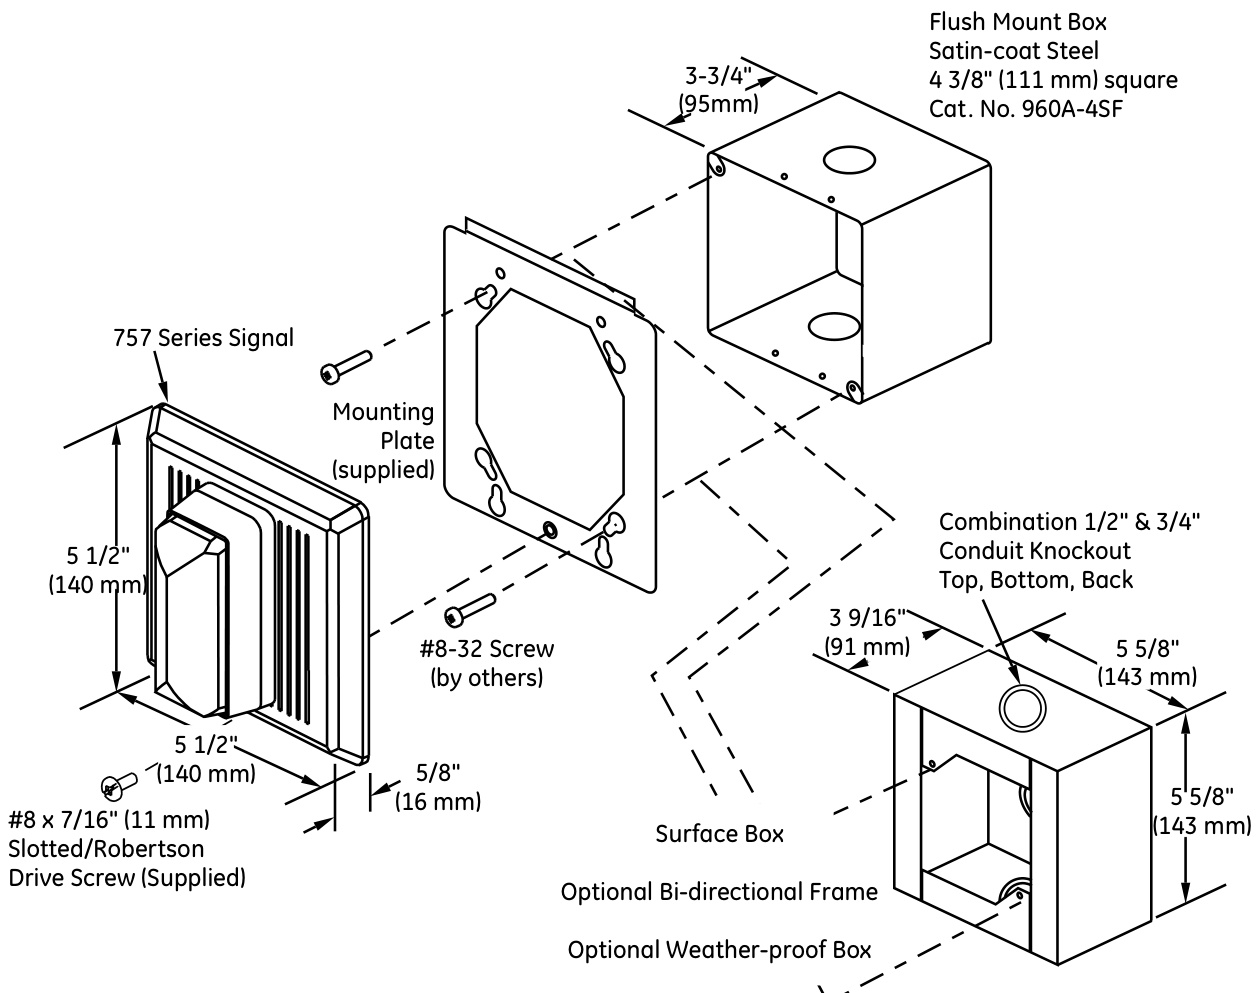 Flush Mount Box
Satin-coat Steel
4 3/8" (111 mm) square
Cat. No. 960A-4SF
3-3/4"
(95mm)
757 Series Signal
Mounting
Plate
(supplied)
5 1/2"
(140 mm)
#8-32 Screw
(by others)
5 1/2"
(140 mm)
5/8"
(16 mm)
#8 x 7/16" (11 mm)
Slotted/Robertson
Drive Screw (Supplied)
Combination 1/2" & 3/4"
Conduit Knockout
Top, Bottom, Back
3 9/16"
(91 mm)
5 5/8"
(143 mm)
5 5/8"
(143 mm)
Surface Box
Optional Bi-directional Frame
Optional Weather-proof Box